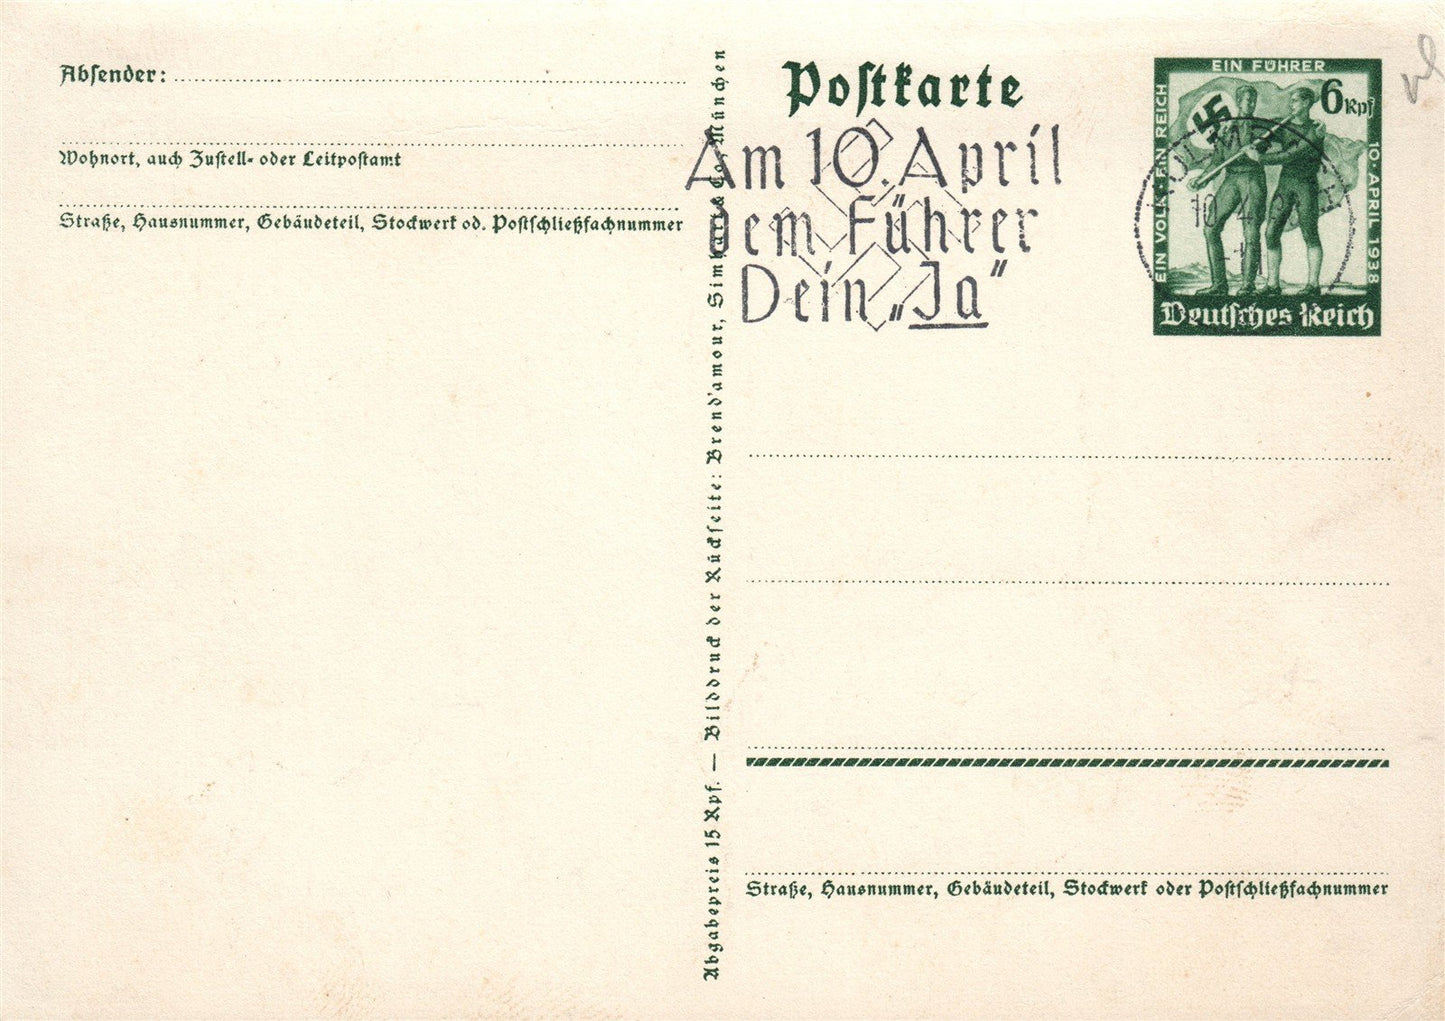 Absender:
Wohnort, auch Zustell- oder Leitpostamt
Straße, Hausnummer, Gebäudeteil, Stockwerk od. Postschließfachnummer
Abgabepreis 15 Rpf. — Bilddruck der Rückseite: Brend'amour, Simhart & Co., München
Postkarte
Am 10. April
Dem Führer
Dein „Ja"
EIN VOLK EIN REICH
EIN FÜHRER
10. APRIL 1938
6 Rpf
Deutsches Reich
10. 4.
Straße, Hausnummer, Gebäudeteil, Stockwerk oder Postschließfachnummer